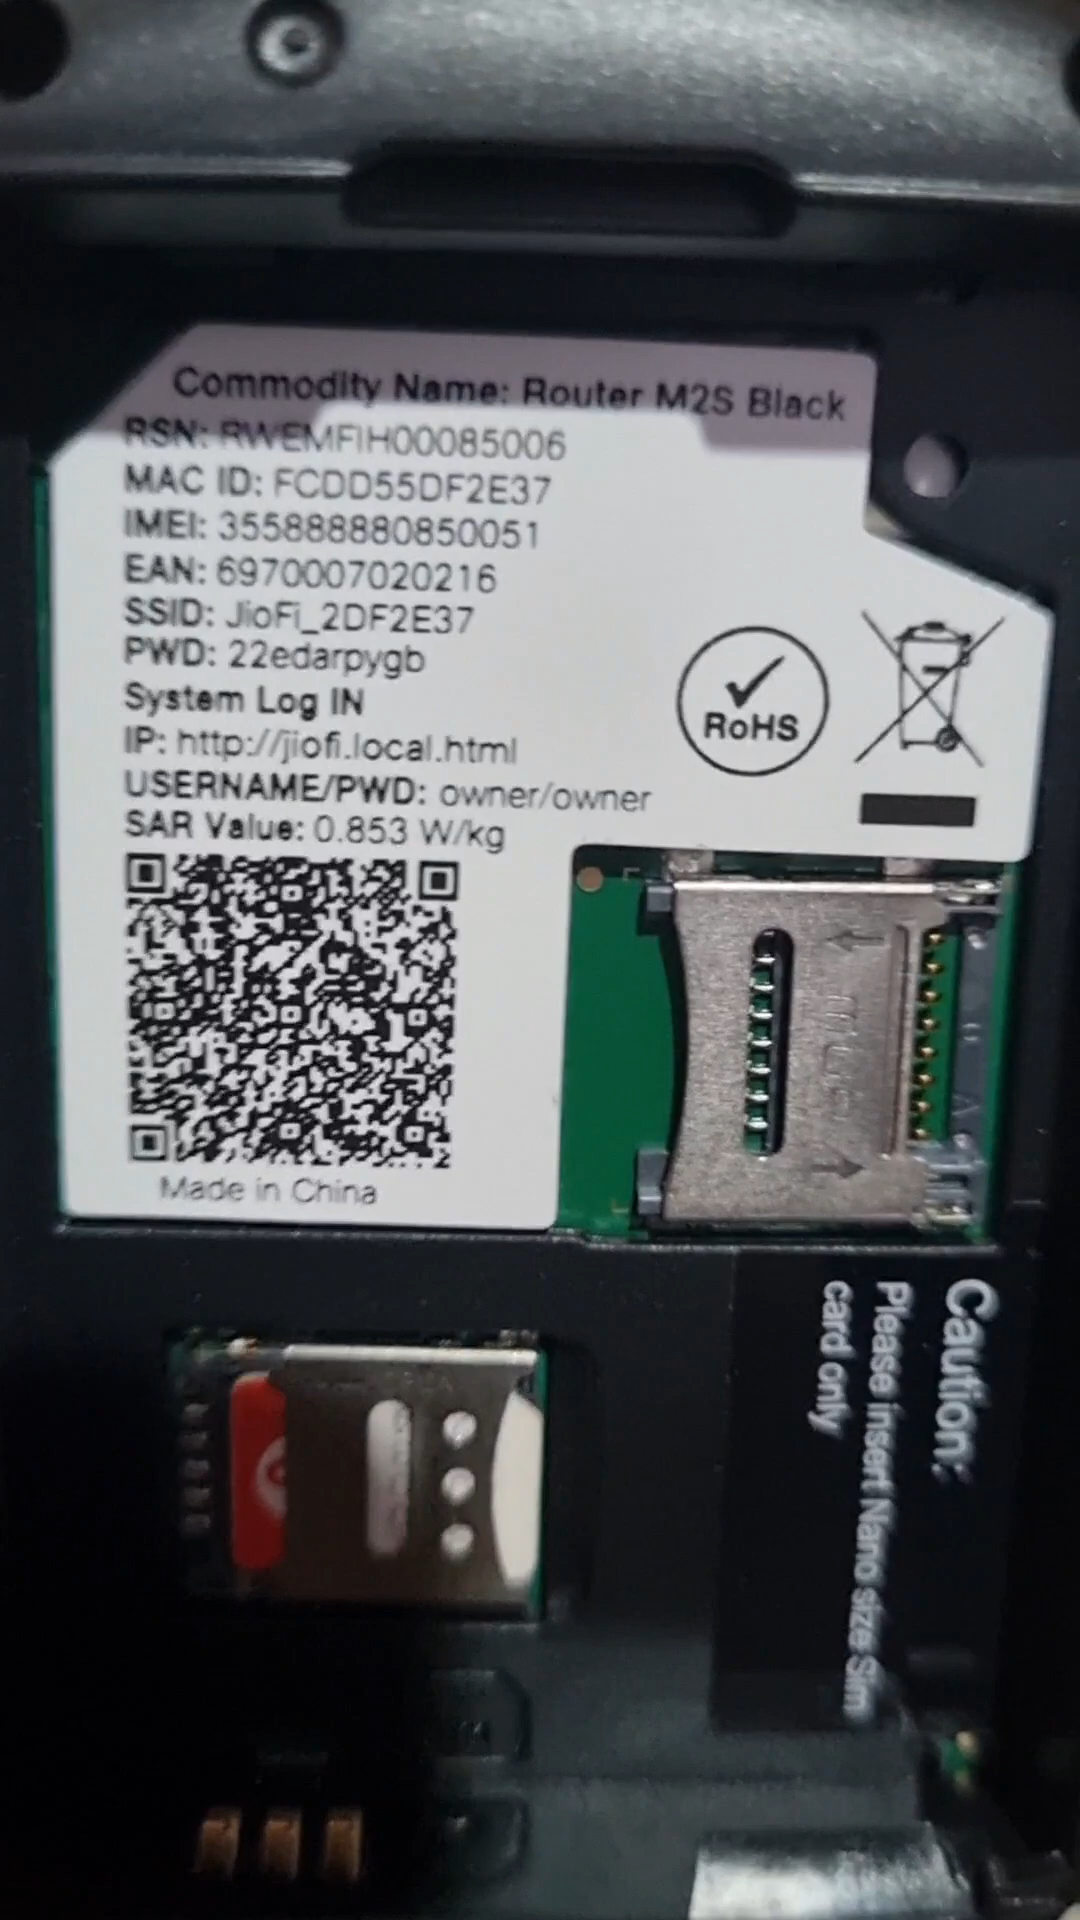 Commodity Name: Router M2S Black
RSN: RWEMFIH00085006
MAC ID: FCDD55DF2E37
IMEI: 355888880850051
EAN: 6970007020216
SSID: JioFi_2DF2E37
PWD: 22edarpygb
System Log IN
IP: http://jiofi.local.html
USERNAME/PWD: owner/owner
SAR Value: 0.853 W/kg
RoHS
Made in China
Caution:
Please insert Nano size Sim
card only